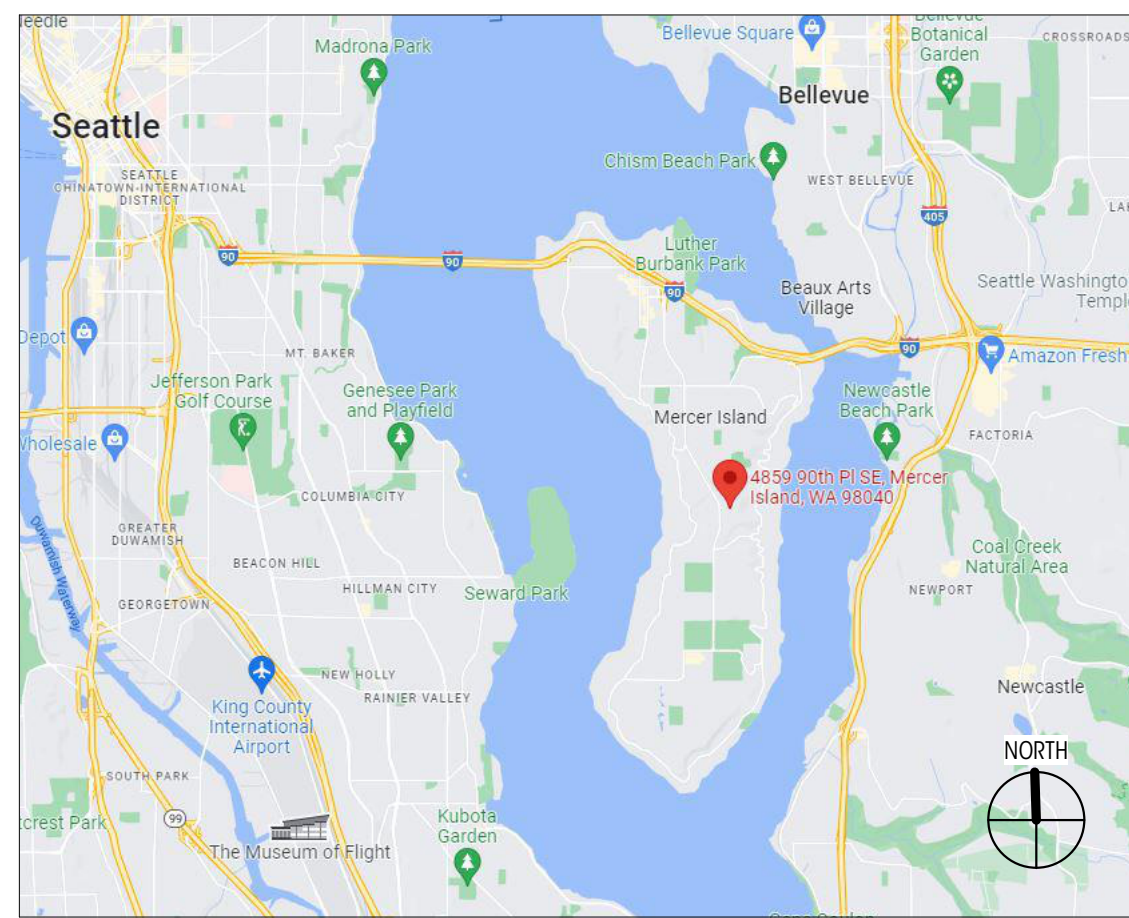 Needle
Madrona Park
Bellevue Square
Bellevue
Botanical
Garden
CROSSROADS
Seattle
Bellevue
Chism Beach Park
SEATTLE
CHINATOWN-INTERNATIONAL
DISTRICT
WEST BELLEVUE
405
90
90
Luther
Burbank Park
90
Beaux Arts
Village
Seattle Washingto
Temple
Depot
90
Amazon Fresh
MT. BAKER
Jefferson Park
Golf Course
Genesee Park
and Playfield
Newcastle
Beach Park
Mercer Island
Wholesale
FACTORIA
4859 90th Pl SE, Mercer
Island, WA 98040
COLUMBIA CITY
GREATER
DUWAMISH
Duwamish Waterway
BEACON HILL
Coal Creek
Natural Area
HILLMAN CITY
Seward Park
NEWPORT
GEORGETOWN
NEW HOLLY
RAINIER VALLEY
Newcastle
King County
International
Airport
NORTH
SOUTH PARK
99
tcrest Park
Kubota
Garden
The Museum of Flight